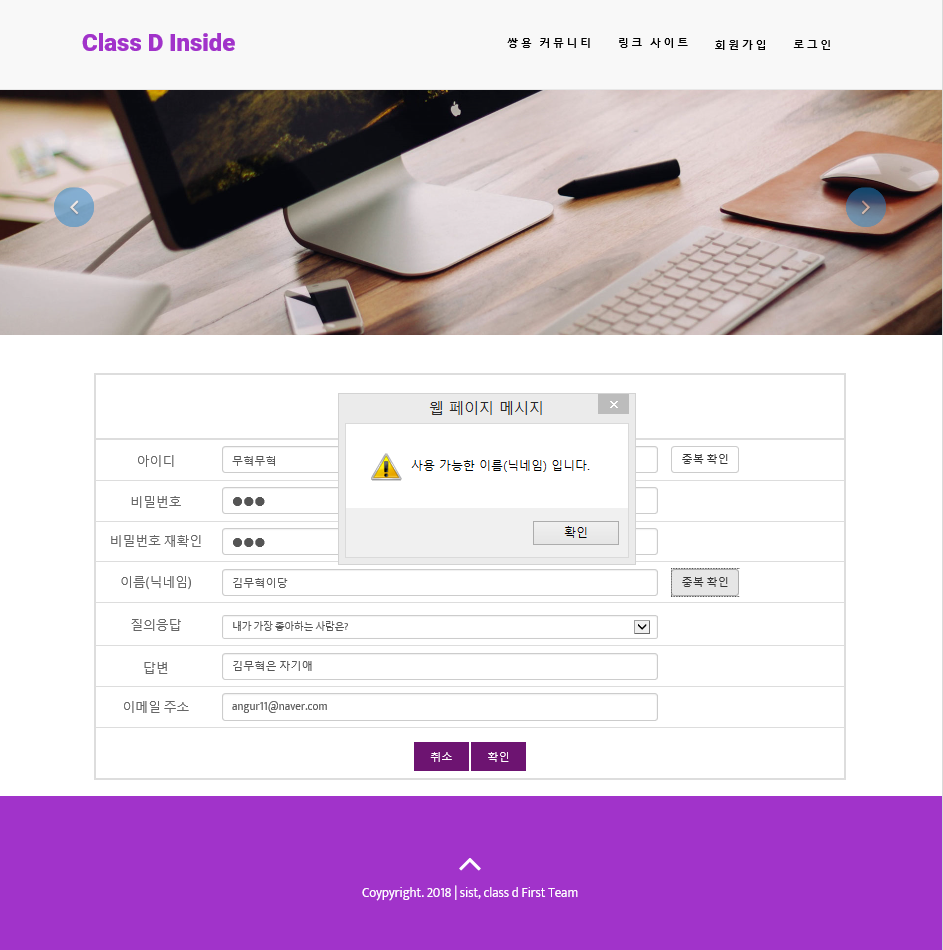 Class D Inside
쌍용 커뮤니티 링크 사이트 회원가입 로그인
웹 페이지 메시지
사용 가능한 이름(닉네임) 입니다.
확인
아이디 무혁무혁 중복 확인
비밀번호 ●●●
비밀번호 재확인 ●●●
이름(닉네임) 김무혁이당 중복 확인
질의응답 내가 가장 좋아하는 사람은?
답변 김무혁은 자기애
이메일 주소 angur11@naver.com
취소 확인
Coypyright. 2018 | sist, class d First Team